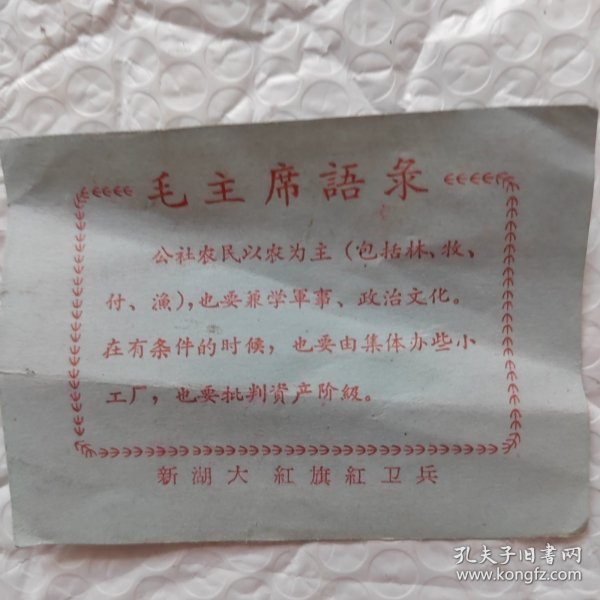 毛主席語录
公社农民以农为主（包括林、牧、
付、漁），也要兼学軍事、政治文化。
在有条件的时候，也要由集体办些小
工厂，也要批判資产阶級。
新湖大 紅旗紅卫兵
孔夫子旧书网
www.kongfz.com